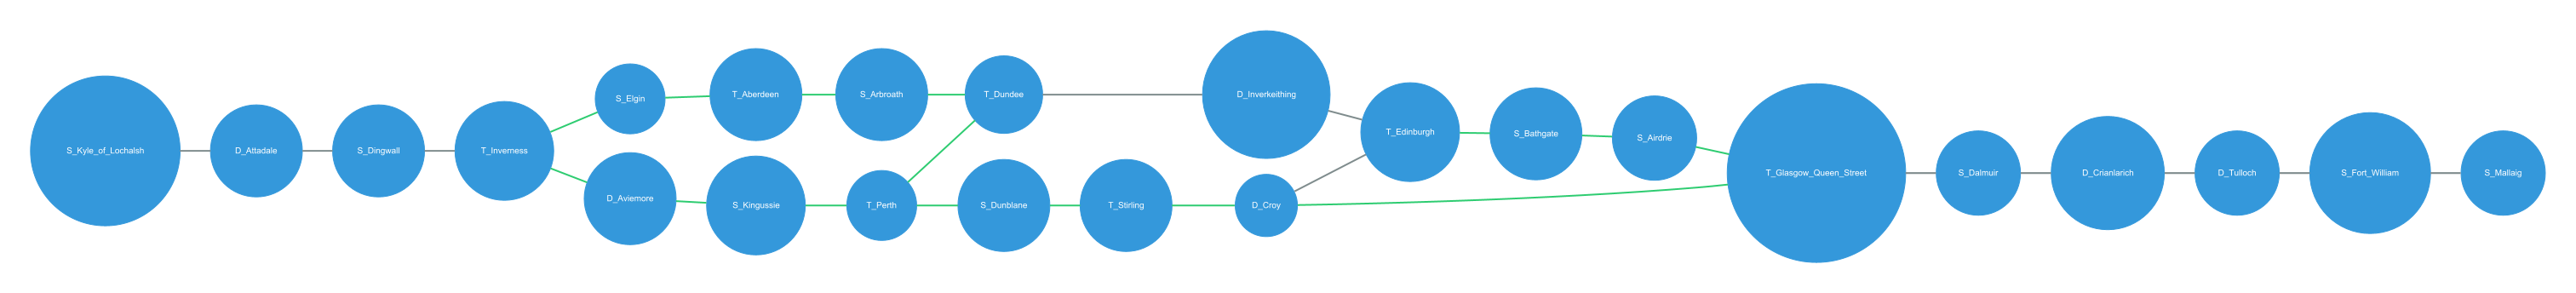 S_Kyle_of_Lochalsh
D_Attadale
S_Dingwall
T_Inverness
S_Elgin
T_Aberdeen
S_Arbroath
T_Dundee
D_Inverkeithing
T_Edinburgh
S_Bathgate
S_Airdrie
D_Aviemore
S_Kingussie
T_Perth
S_Dunblane
T_Stirling
D_Croy
T_Glasgow_Queen_Street
S_Dalmuir
D_Crianlarich
D_Tulloch
S_Fort_William
S_Mallaig